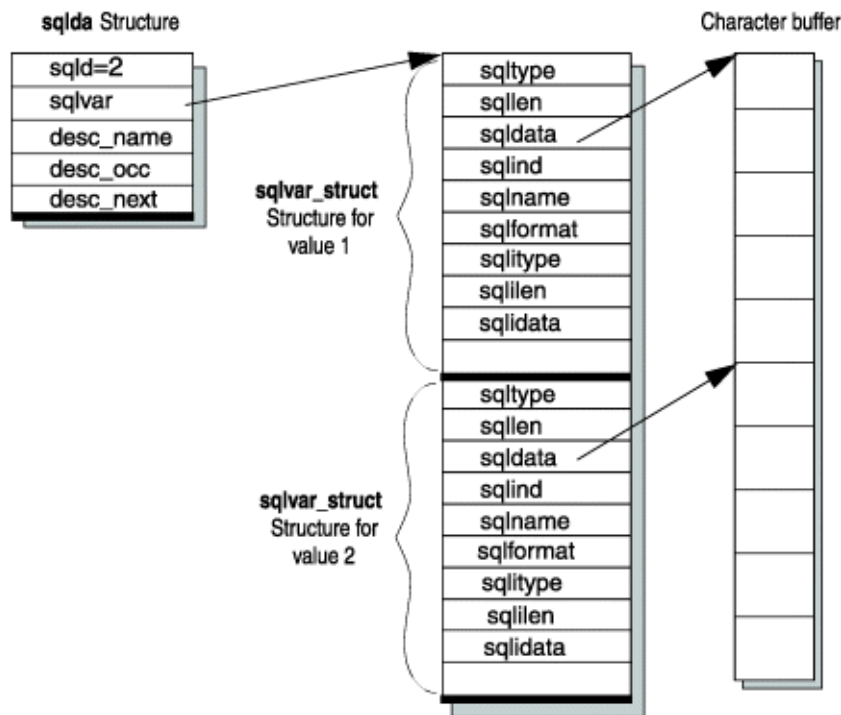 sqlda Structure
sqld=2
sqlvar
desc_name
desc_occ
desc_next
sqlvar_struct
Structure for
value 1
sqltype
sqllen
sqldata
sqlind
sqlname
sqlformat
sqlitype
sqlilen
sqlidata
sqlvar_struct
Structure for
value 2
sqltype
sqllen
sqldata
sqlind
sqlname
sqlformat
sqlitype
sqlilen
sqlidata
Character buffer